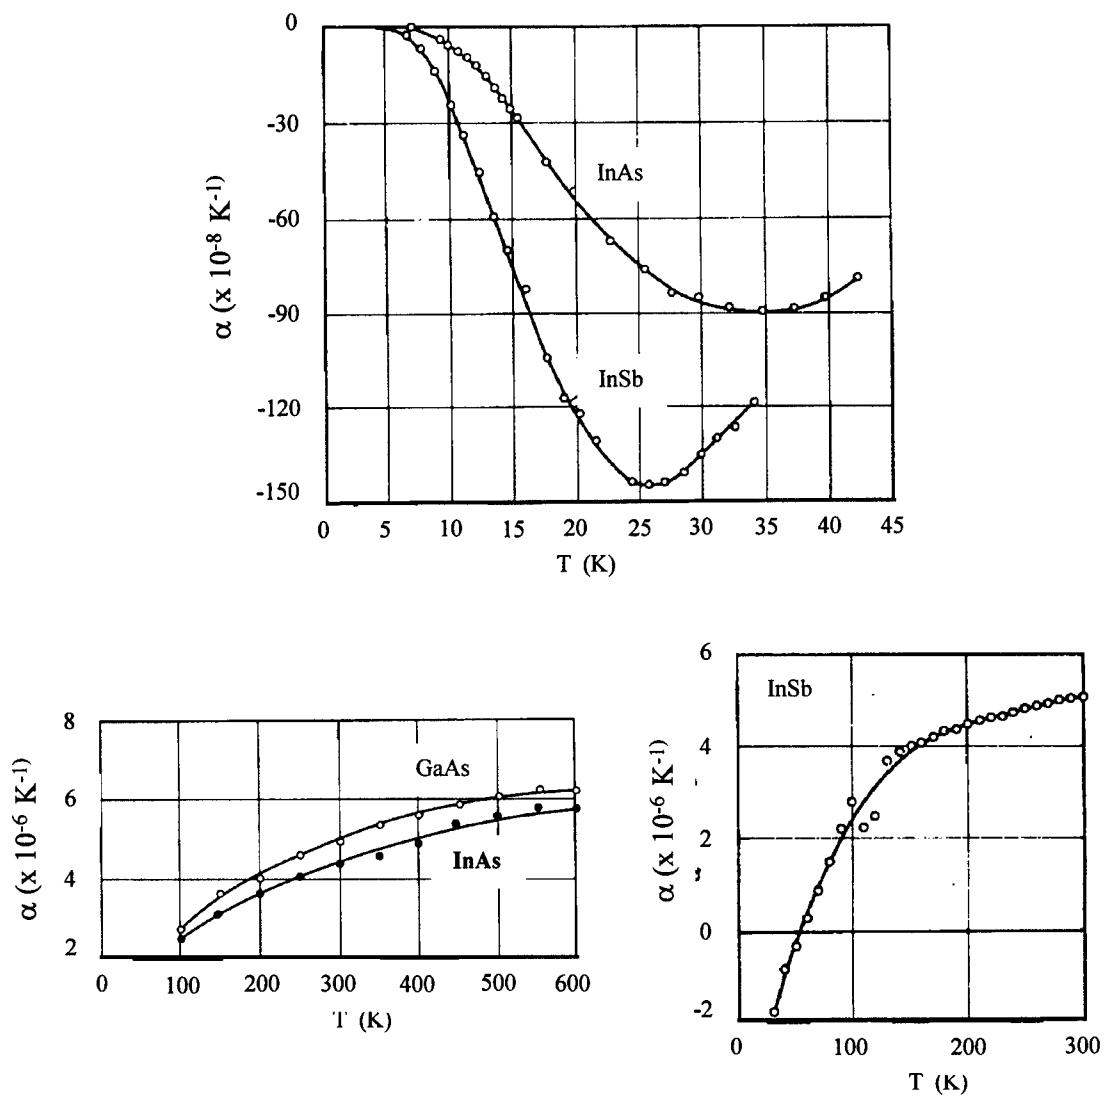 0
-30
-60
-90
-120
-150
α (x 10⁻⁸ K⁻¹)
InAs
InSb
0 5 10 15 20 25 30 35 40 45
T (K)
8
6
4
2
α (x 10⁻⁶ K⁻¹)
GaAs
InAs
0 100 200 300 400 500 600
T (K)
6
4
2
0
-2
α (x 10⁻⁶ K⁻¹)
InSb
0 100 200 300
T (K)